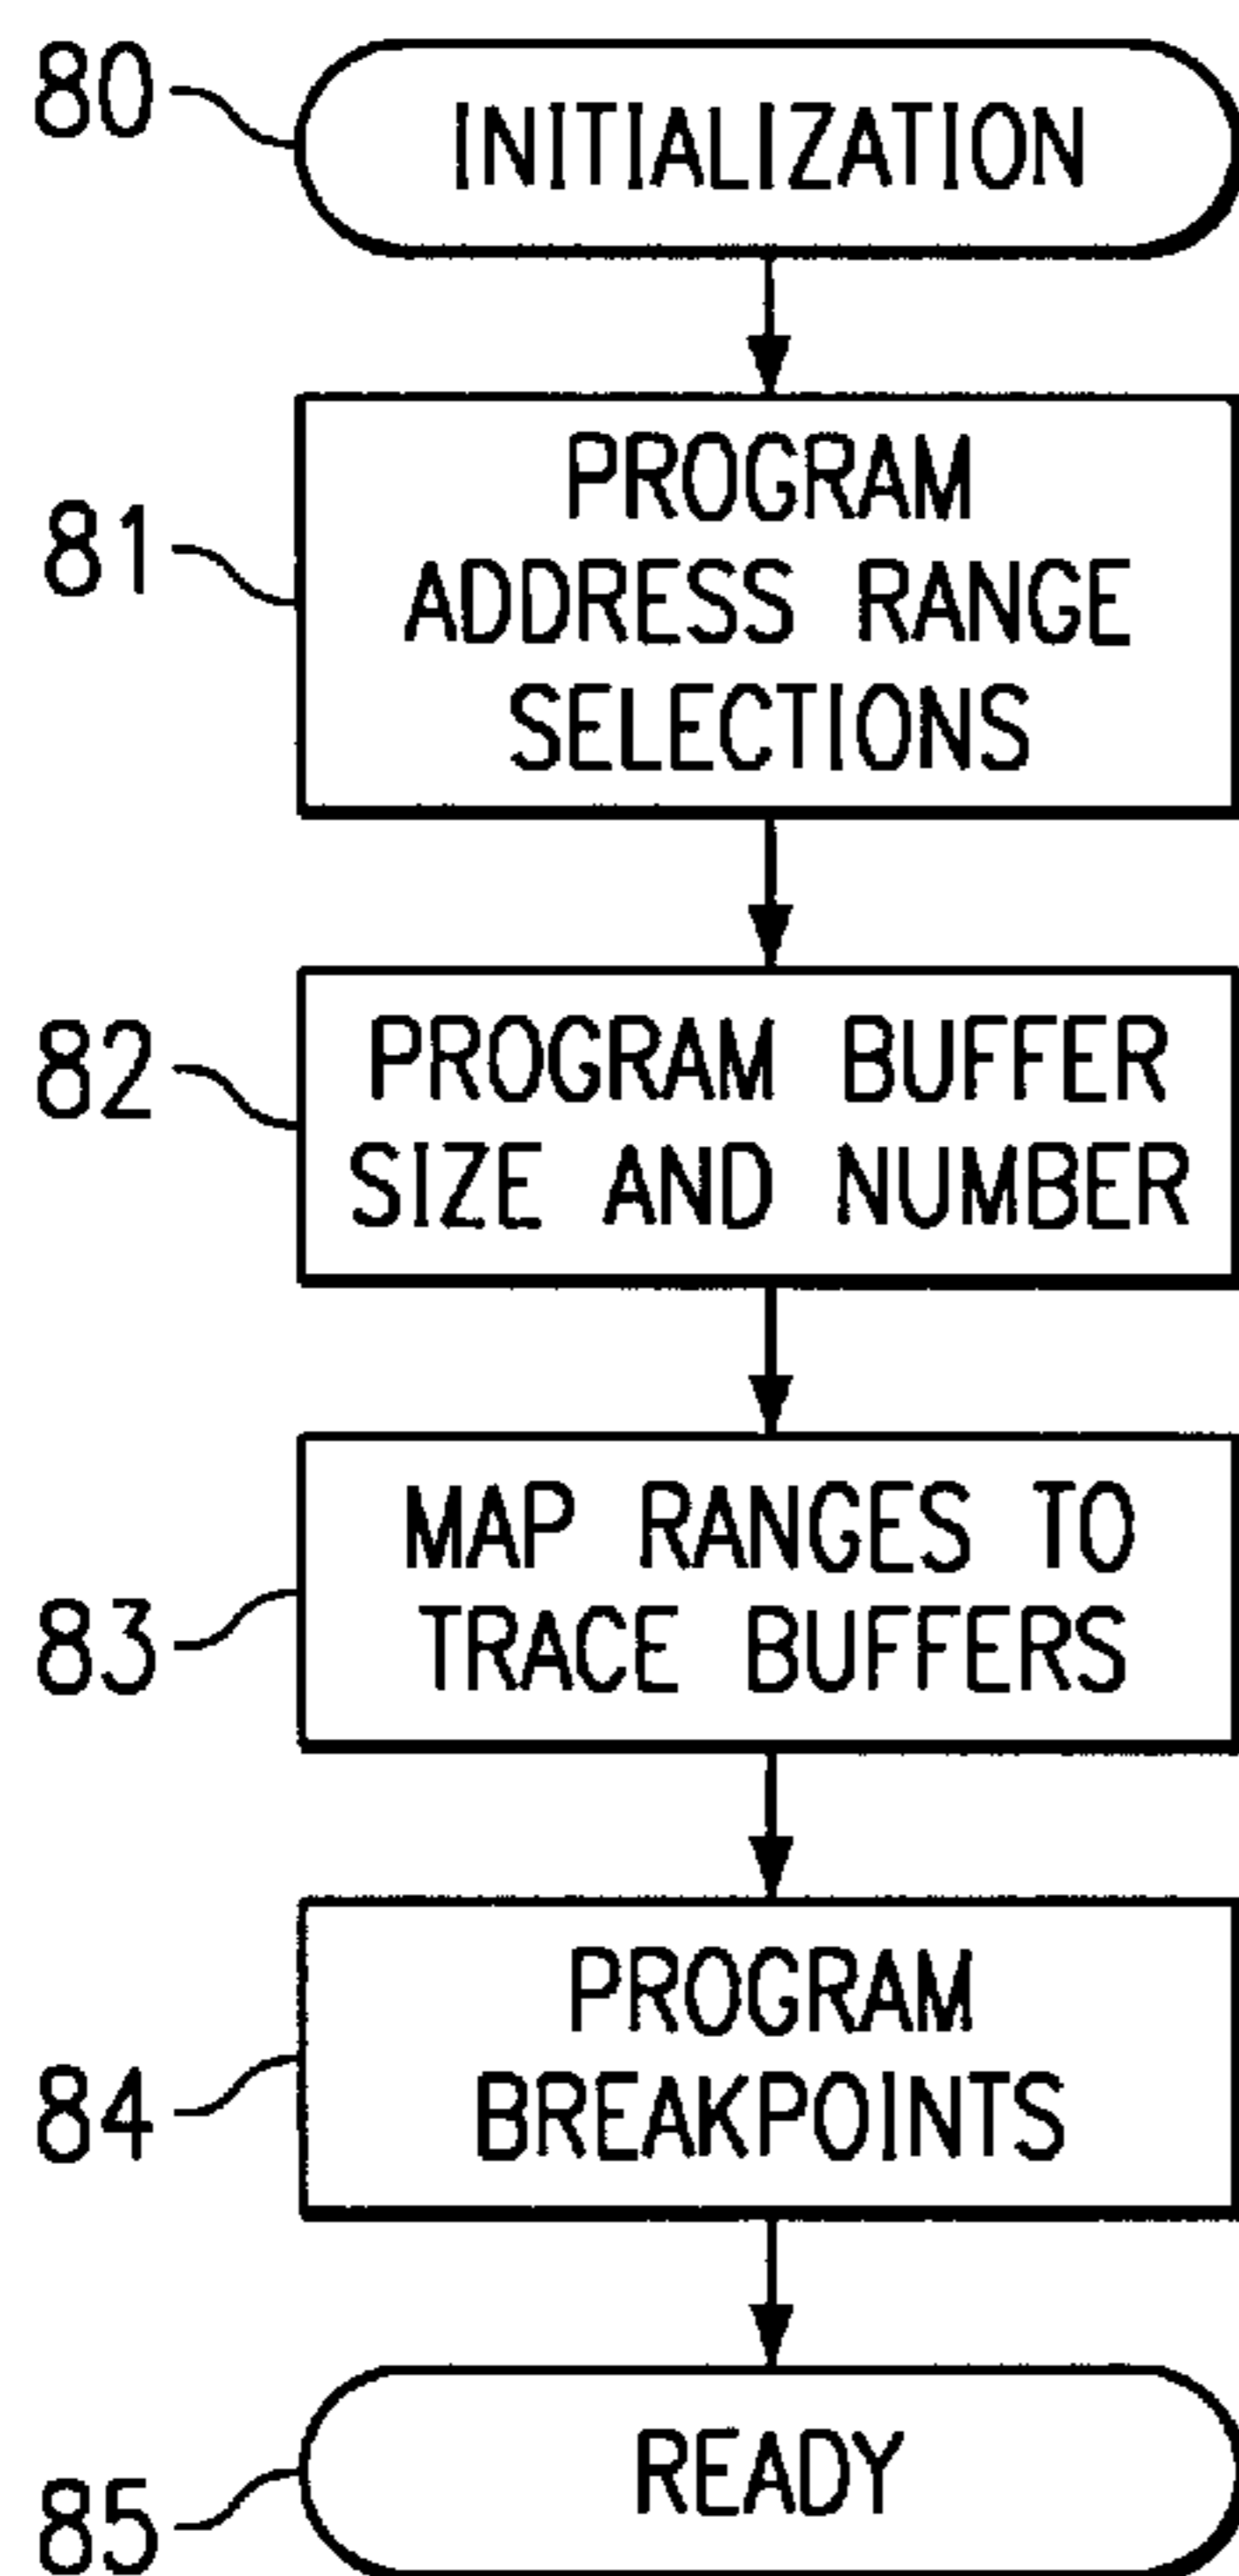 80
INITIALIZATION
81
PROGRAM
ADDRESS RANGE
SELECTIONS
82
PROGRAM BUFFER
SIZE AND NUMBER
83
MAP RANGES TO
TRACE BUFFERS
84
PROGRAM
BREAKPOINTS
85
READY